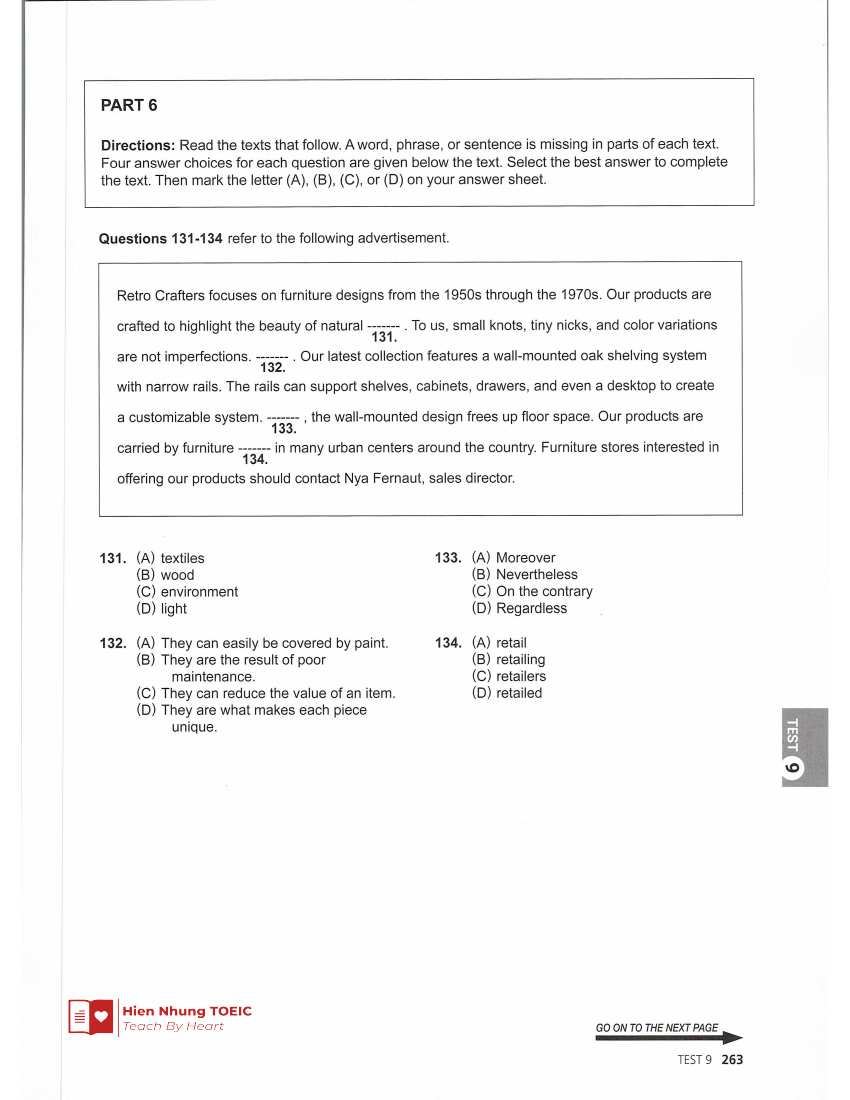 PART 6
Directions: Read the texts that follow. A word, phrase, or sentence is missing in parts of each text.
Four answer choices for each question are given below the text. Select the best answer to complete
the text. Then mark the letter (A), (B), (C), or (D) on your answer sheet.
Questions 131-134 refer to the following advertisement.
Retro Crafters focuses on furniture designs from the 1950s through the 1970s. Our products are
crafted to highlight the beauty of natural ------- . To us, small knots, tiny nicks, and color variations
131.
are not imperfections. ------- . Our latest collection features a wall-mounted oak shelving system
132.
with narrow rails. The rails can support shelves, cabinets, drawers, and even a desktop to create
a customizable system. ------- , the wall-mounted design frees up floor space. Our products are
133.
carried by furniture ------- in many urban centers around the country. Furniture stores interested in
134.
offering our products should contact Nya Fernaut, sales director.
131. (A) textiles
(B) wood
(C) environment
(D) light
132. (A) They can easily be covered by paint.
(B) They are the result of poor
maintenance.
(C) They can reduce the value of an item.
(D) They are what makes each piece
unique.
133. (A) Moreover
(B) Nevertheless
(C) On the contrary
(D) Regardless
134. (A) retail
(B) retailing
(C) retailers
(D) retailed
TEST 9
Hien Nhung TOEIC
Teach By Heart
GO ON TO THE NEXT PAGE
TEST 9 263